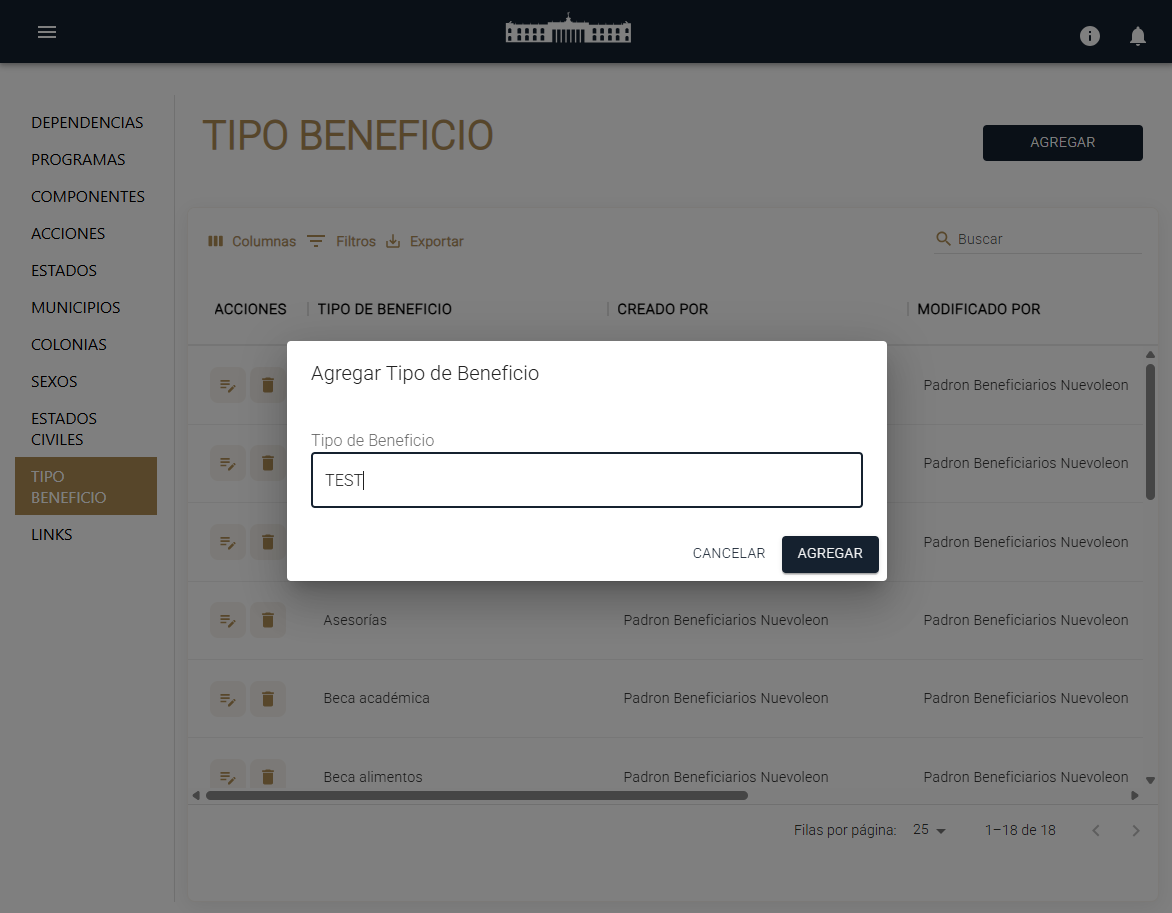 DEPENDENCIAS
PROGRAMAS
COMPONENTES
ACCIONES
ESTADOS
MUNICIPIOS
COLONIAS
SEXOS
ESTADOS
CIVILES
TIPO
BENEFICIO
LINKS
TIPO BENEFICIO
AGREGAR
Columnas Filtros Exportar
Buscar
ACCIONES TIPO DE BENEFICIO CREADO POR MODIFICADO POR
Padron Beneficiarios Nuevoleon
Padron Beneficiarios Nuevoleon
Padron Beneficiarios Nuevoleon
Agregar Tipo de Beneficio
Tipo de Beneficio
TEST
CANCELAR AGREGAR
Asesorías Padron Beneficiarios Nuevoleon Padron Beneficiarios Nuevoleon
Beca académica Padron Beneficiarios Nuevoleon Padron Beneficiarios Nuevoleon
Beca alimentos Padron Beneficiarios Nuevoleon Padron Beneficiarios Nuevoleon
Filas por página: 25 1–18 de 18